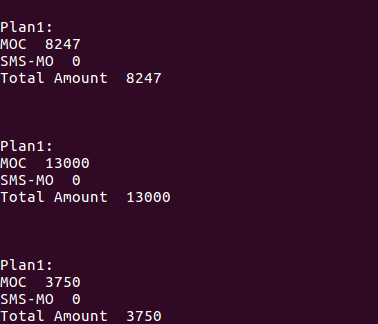 Plan1:
MOC  8247
SMS-MO  0
Total Amount  8247
Plan1:
MOC  13000
SMS-MO  0
Total Amount  13000
Plan1:
MOC  3750
SMS-MO  0
Total Amount  3750